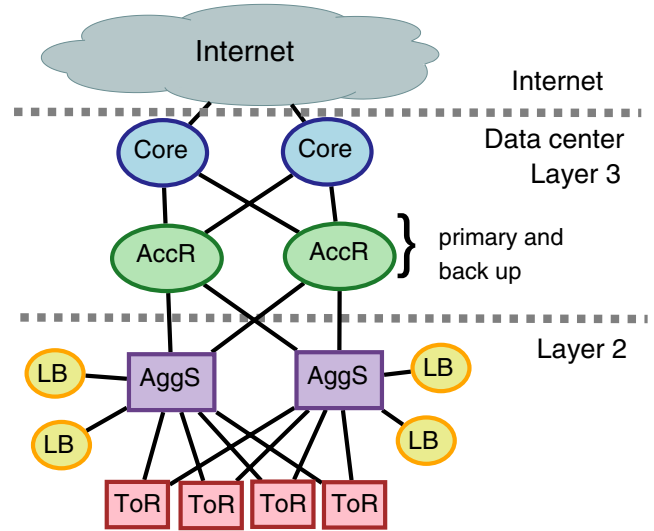 Internet
Internet
Core
Core
Data center
Layer 3
AccR
AccR
} primary and
back up
Layer 2
LB
AggS
AggS
LB
LB
LB
ToR
ToR
ToR
ToR